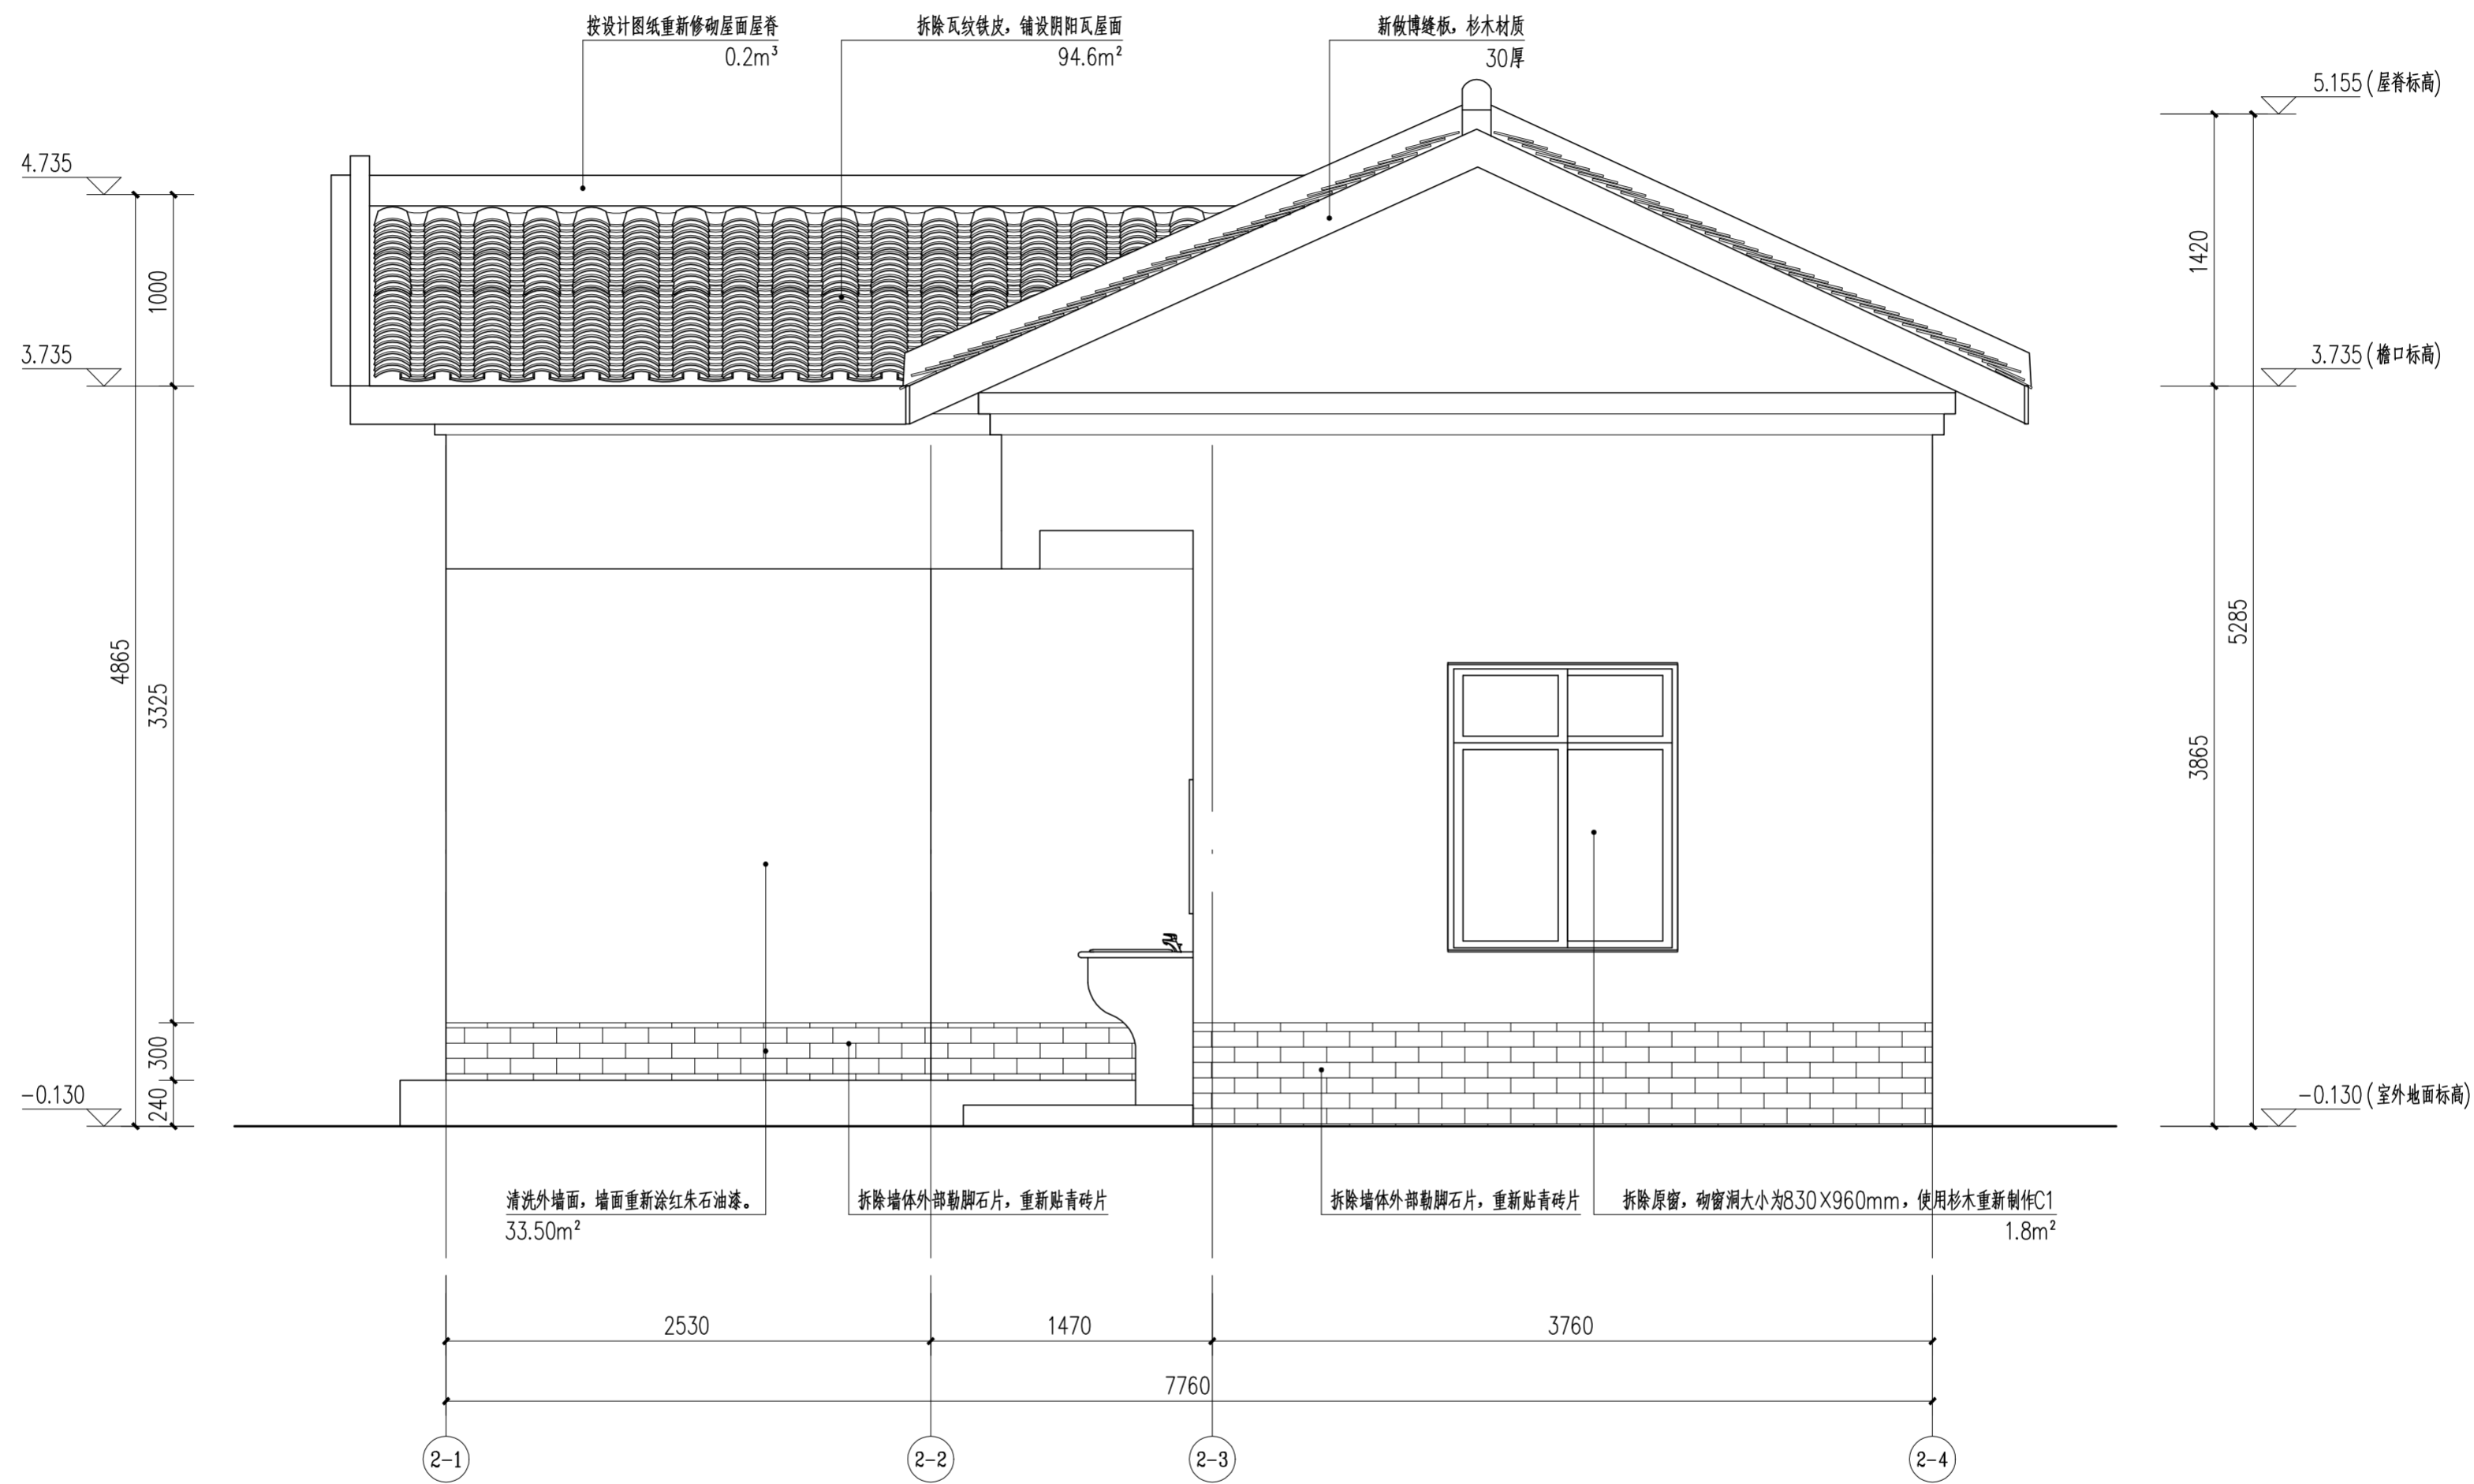 按设计图纸重新修砌屋面屋脊
0.2m³
拆除瓦纹铁皮，铺设阴阳瓦屋面
94.6m²
新做博缝板，杉木材质
30厚
5.155(屋脊标高)
4.735
1420
1000
3.735
3.735(檐口标高)
4865
3325
5285
3865
300
240
-0.130
-0.130(室外地面标高)
清洗外墙面，墙面重新涂红朱石油漆。
33.50m²
拆除墙体外部勒脚石片，重新贴青砖片
拆除墙体外部勒脚石片，重新贴青砖片
拆除原窗，砌窗洞大小为830×960mm，使用杉木重新制作C1
1.8m²
2530
1470
3760
7760
2-1
2-2
2-3
2-4